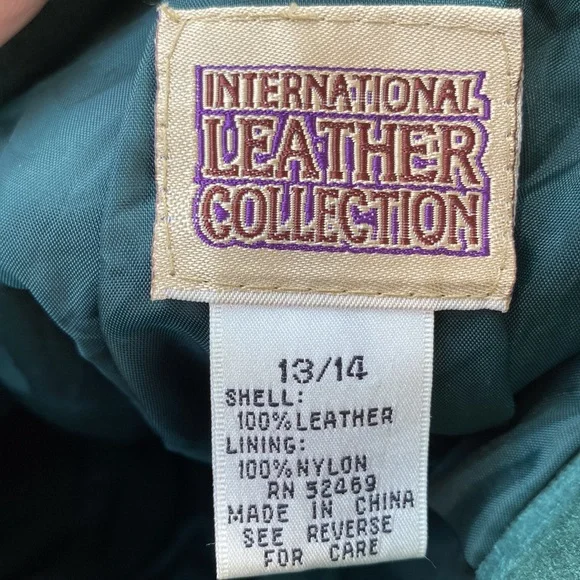 INTERNATIONAL
LEATHER
COLLECTION
13/14
SHELL:
100% LEATHER
LINING:
100% NYLON
RN 52469
MADE IN CHINA
SEE REVERSE
FOR CARE